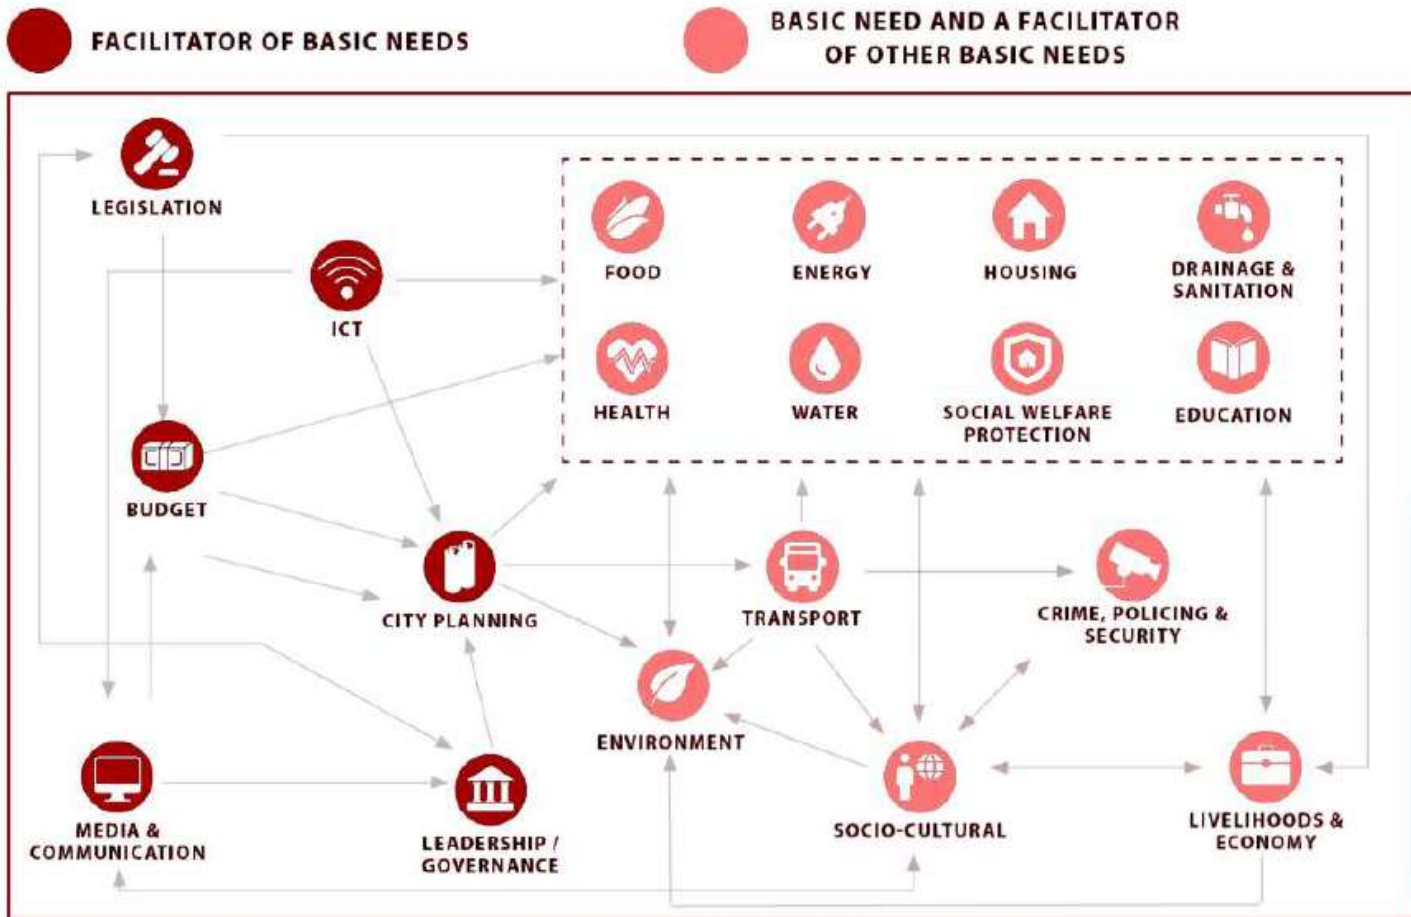 FACILITATOR OF BASIC NEEDS
BASIC NEED AND A FACILITATOR
OF OTHER BASIC NEEDS
LEGISLATION
ICT
FOOD
ENERGY
HOUSING
DRAINAGE &
SANITATION
HEALTH
WATER
SOCIAL WELFARE
PROTECTION
EDUCATION
BUDGET
CITY PLANNING
TRANSPORT
CRIME, POLICING &
SECURITY
ENVIRONMENT
MEDIA &
COMMUNICATION
LEADERSHIP /
GOVERNANCE
SOCIO-CULTURAL
LIVELIHOODS &
ECONOMY